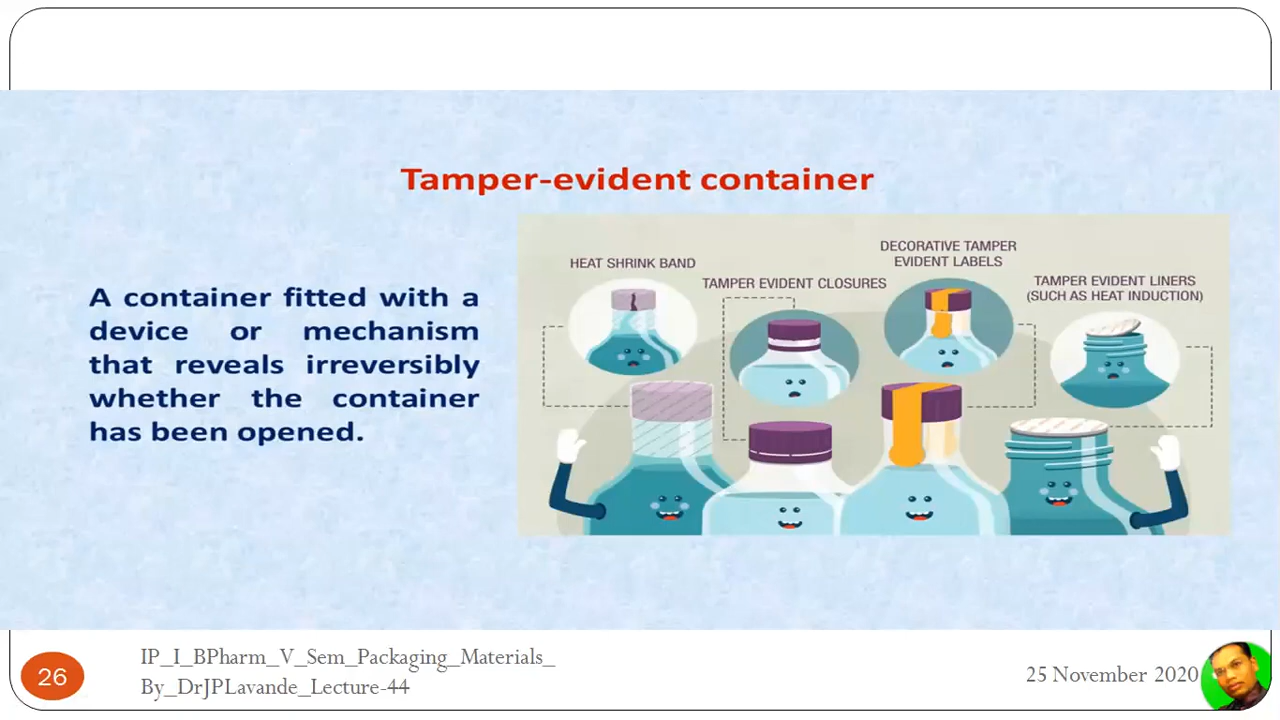 Tamper-evident container
A container fitted with a
device or mechanism
that reveals irreversibly
whether the container
has been opened.
HEAT SHRINK BAND
TAMPER EVIDENT CLOSURES
DECORATIVE TAMPER
EVIDENT LABELS
TAMPER EVIDENT LINERS
(SUCH AS HEAT INDUCTION)
26
IP_I_BPharm_V_Sem_Packaging_Materials_
By_DrJPLavande_Lecture-44
25 November 2020